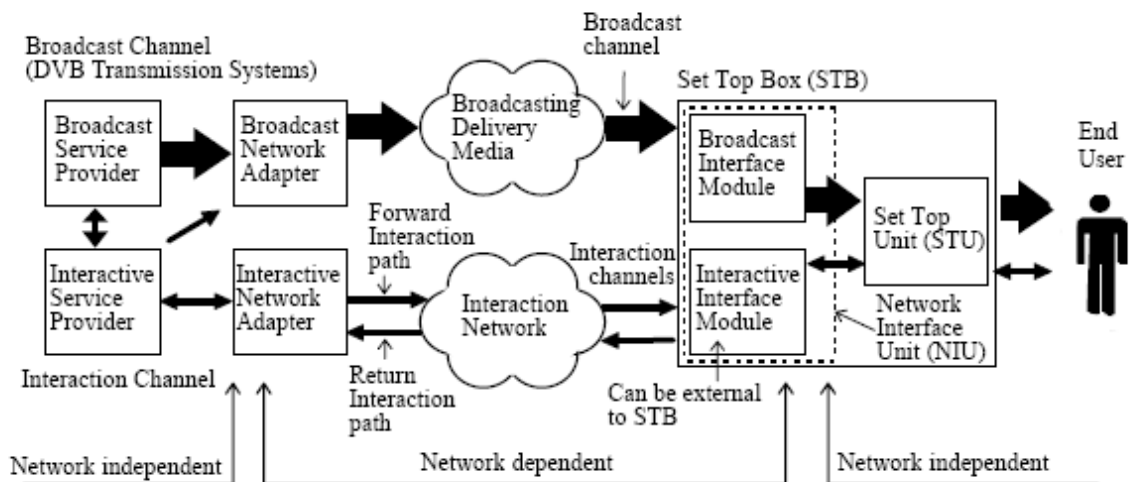 Broadcast Channel
(DVB Transmission Systems)
Broadcast
channel
Set Top Box (STB)
Broadcast
Service
Provider
Broadcast
Network
Adapter
Broadcasting
Delivery
Media
Broadcast
Interface
Module
End
User
Set Top
Unit (STU)
Forward
Interaction
path
Interaction
channels
Interactive
Service
Provider
Interactive
Network
Adapter
Interaction
Network
Interactive
Interface
Module
Network
Interface
Unit (NIU)
Interaction Channel
Return
Interaction
path
Can be external
to STB
Network independent
Network dependent
Network independent